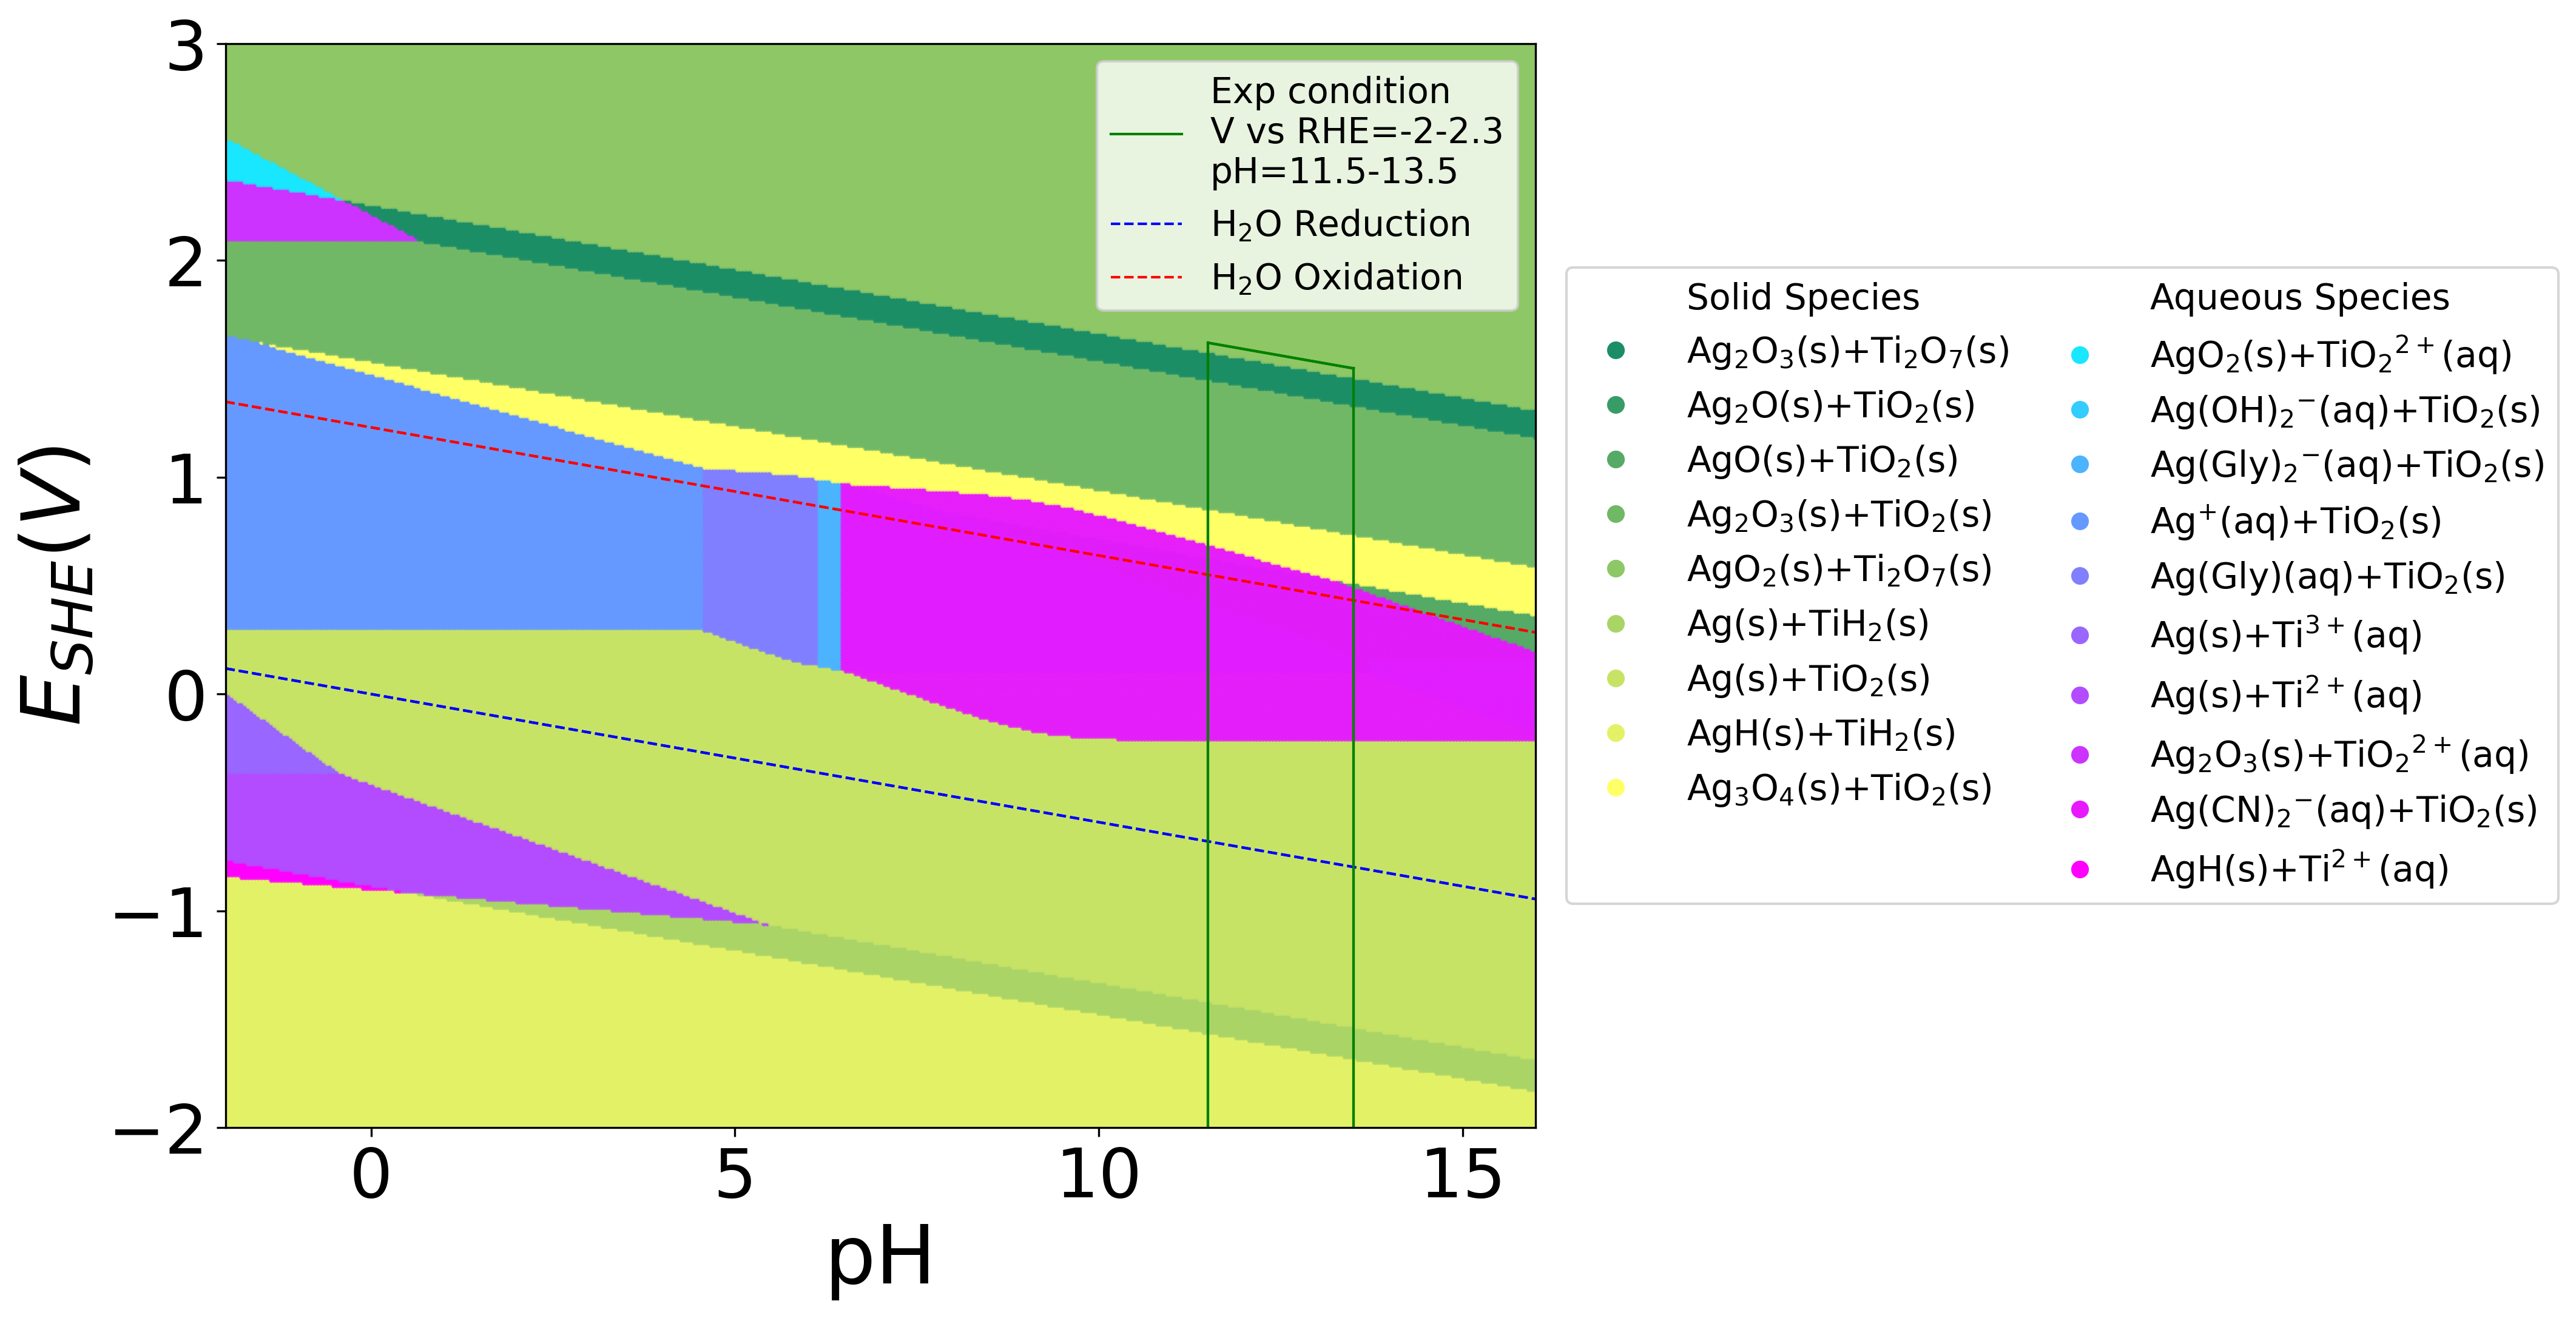 3
2
1
0
−1
−2
E_SHE(V)
0
5
10
15
pH
Exp condition
V vs RHE=-2-2.3
pH=11.5-13.5
H₂O Reduction
H₂O Oxidation
Solid Species
Ag₂O₃(s)+Ti₂O₇(s)
Ag₂O(s)+TiO₂(s)
AgO(s)+TiO₂(s)
Ag₂O₃(s)+TiO₂(s)
AgO₂(s)+Ti₂O₇(s)
Ag(s)+TiH₂(s)
Ag(s)+TiO₂(s)
AgH(s)+TiH₂(s)
Ag₃O₄(s)+TiO₂(s)
Aqueous Species
AgO₂(s)+TiO₂²⁺(aq)
Ag(OH)₂⁻(aq)+TiO₂(s)
Ag(Gly)₂⁻(aq)+TiO₂(s)
Ag⁺(aq)+TiO₂(s)
Ag(Gly)(aq)+TiO₂(s)
Ag(s)+Ti³⁺(aq)
Ag(s)+Ti²⁺(aq)
Ag₂O₃(s)+TiO₂²⁺(aq)
Ag(CN)₂⁻(aq)+TiO₂(s)
AgH(s)+Ti²⁺(aq)